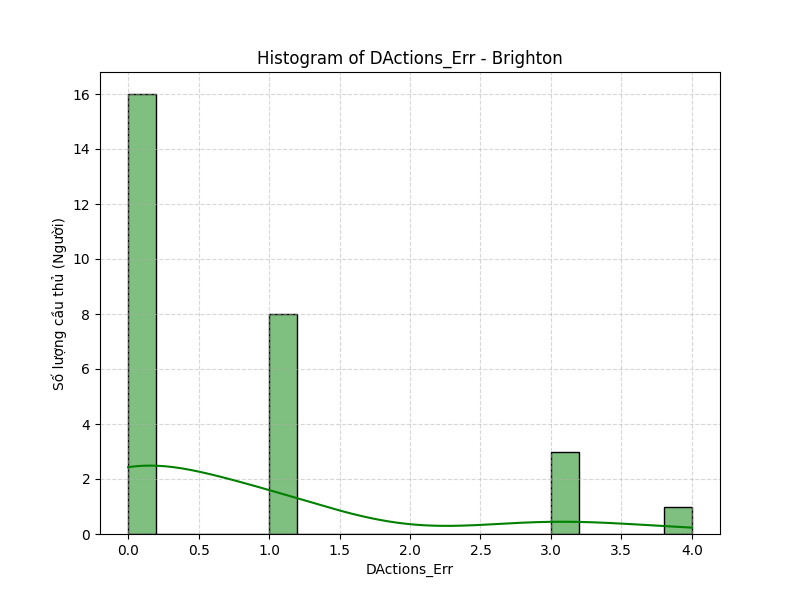 Histogram of DActions_Err - Brighton
Số lượng cầu thủ (Người)
16
14
12
10
8
6
4
2
0
0.0 0.5 1.0 1.5 2.0 2.5 3.0 3.5 4.0
DActions_Err